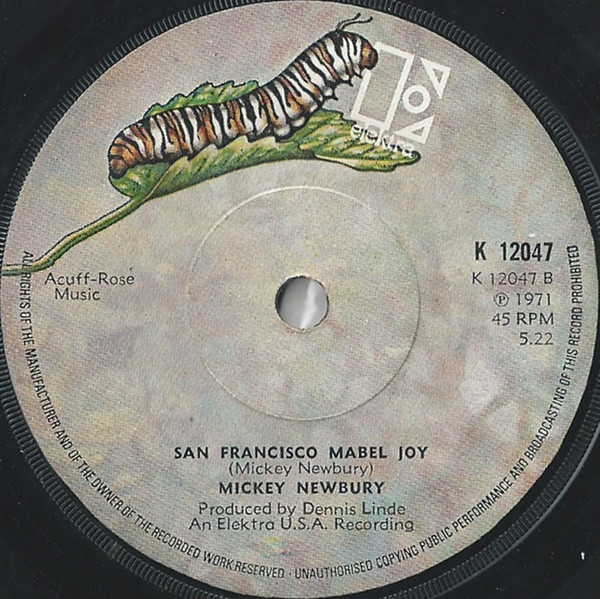 elektra
K 12047
K 12047 B
℗ 1971
45 RPM
5.22
Acuff-Rose
Music
SAN FRANCISCO MABEL JOY
(Mickey Newbury)
MICKEY NEWBURY
Produced by Dennis Linde
An Elektra U.S.A. Recording
ALL RIGHTS OF THE MANUFACTURER AND OF THE OWNER OF THE RECORDED WORK RESERVED · UNAUTHORISED COPYING PUBLIC PERFORMANCE AND BROADCASTING OF THIS RECORD PROHIBITED